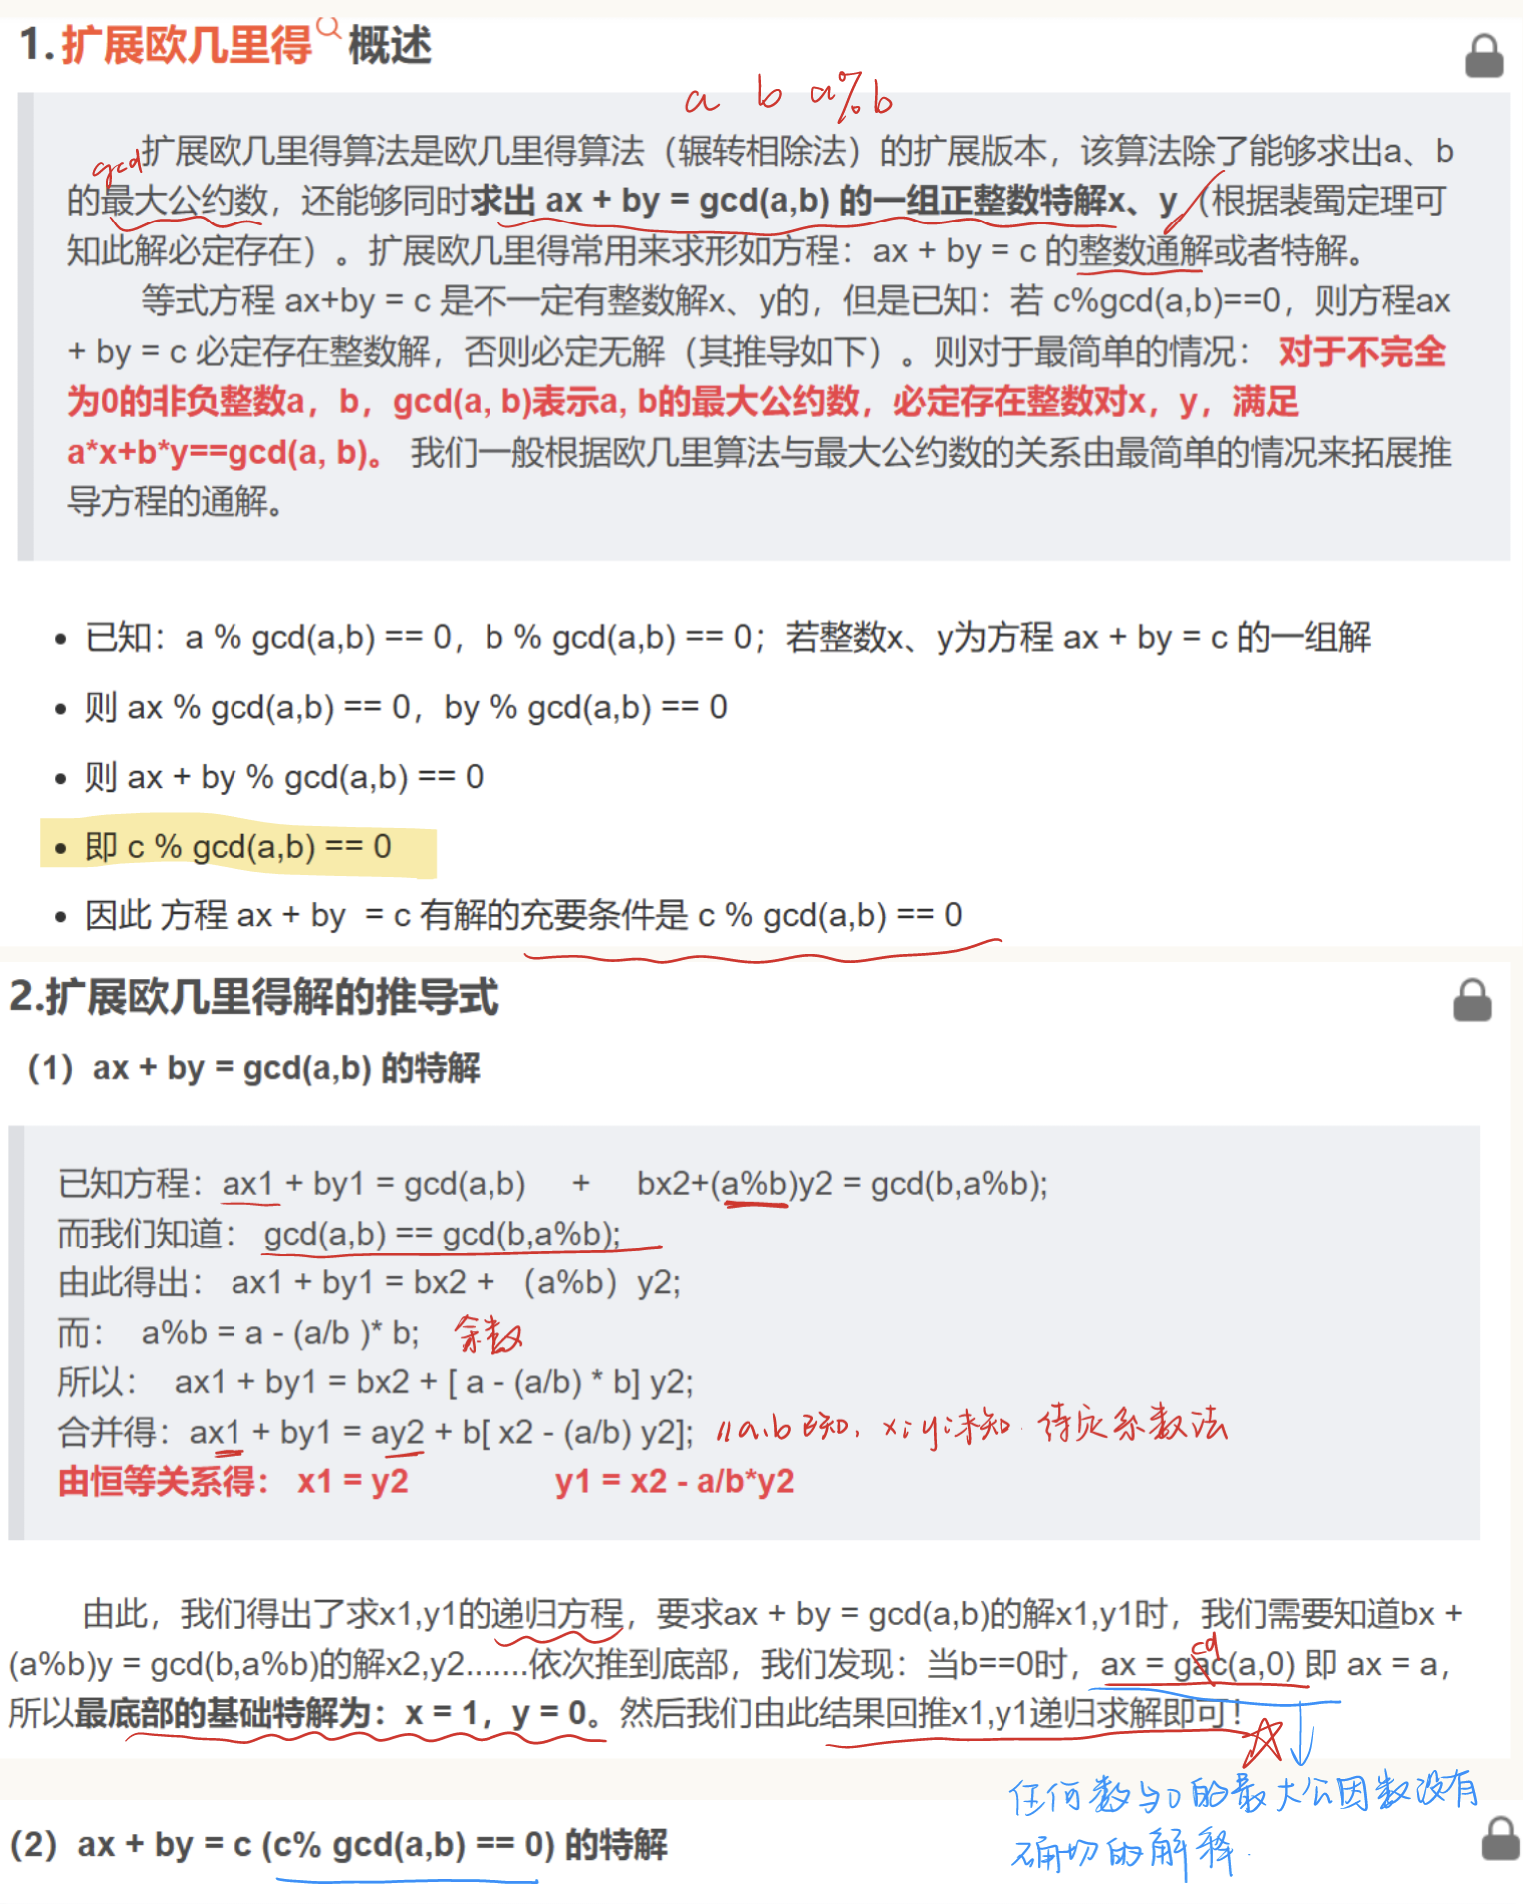 1.扩展欧几里得 概述
a b a%b
gcd
扩展欧几里得算法是欧几里得算法（辗转相除法）的扩展版本，该算法除了能够求出a、b
的最大公约数，还能够同时求出 ax + by = gcd(a,b) 的一组正整数特解x、y（根据裴蜀定理可
知此解必定存在）。扩展欧几里得常用来求形如方程：ax + by = c 的整数通解或者特解。
等式方程 ax+by = c 是不一定有整数解x、y的，但是已知：若 c%gcd(a,b)==0，则方程ax
+ by = c 必定存在整数解，否则必定无解（其推导如下）。则对于最简单的情况： 对于不完全
为0的非负整数a，b，gcd(a, b)表示a, b的最大公约数，必定存在整数对x，y，满足
a*x+b*y==gcd(a, b)。 我们一般根据欧几里算法与最大公约数的关系由最简单的情况来拓展推
导方程的通解。
• 已知：a % gcd(a,b) == 0，b % gcd(a,b) == 0；若整数x、y为方程 ax + by = c 的一组解
• 则 ax % gcd(a,b) == 0，by % gcd(a,b) == 0
• 则 ax + by % gcd(a,b) == 0
• 即 c % gcd(a,b) == 0
• 因此 方程 ax + by = c 有解的充要条件是 c % gcd(a,b) == 0
2.扩展欧几里得解的推导式
（1）ax + by = gcd(a,b) 的特解
已知方程：ax1 + by1 = gcd(a,b) + bx2+(a%b)y2 = gcd(b,a%b);
而我们知道： gcd(a,b) == gcd(b,a%b);
由此得出： ax1 + by1 = bx2 + （a%b）y2;
而： a%b = a - (a/b )* b; 余数
所以： ax1 + by1 = bx2 + [ a - (a/b) * b] y2;
合并得：ax1 + by1 = ay2 + b[ x2 - (a/b) y2]; //a.b已知, xi yi未知. 待定系数法
由恒等关系得： x1 = y2 y1 = x2 - a/b*y2
由此，我们得出了求x1,y1的递归方程，要求ax + by = gcd(a,b)的解x1,y1时，我们需要知道bx +
cd
(a%b)y = gcd(b,a%b)的解x2,y2.......依次推到底部，我们发现：当b==0时，ax = gac(a,0) 即 ax = a，
所以最底部的基础特解为：x = 1，y = 0。然后我们由此结果回推x1,y1递归求解即可！
任何数与0的最大公因数没有
确切的解释.
（2）ax + by = c (c% gcd(a,b) == 0) 的特解